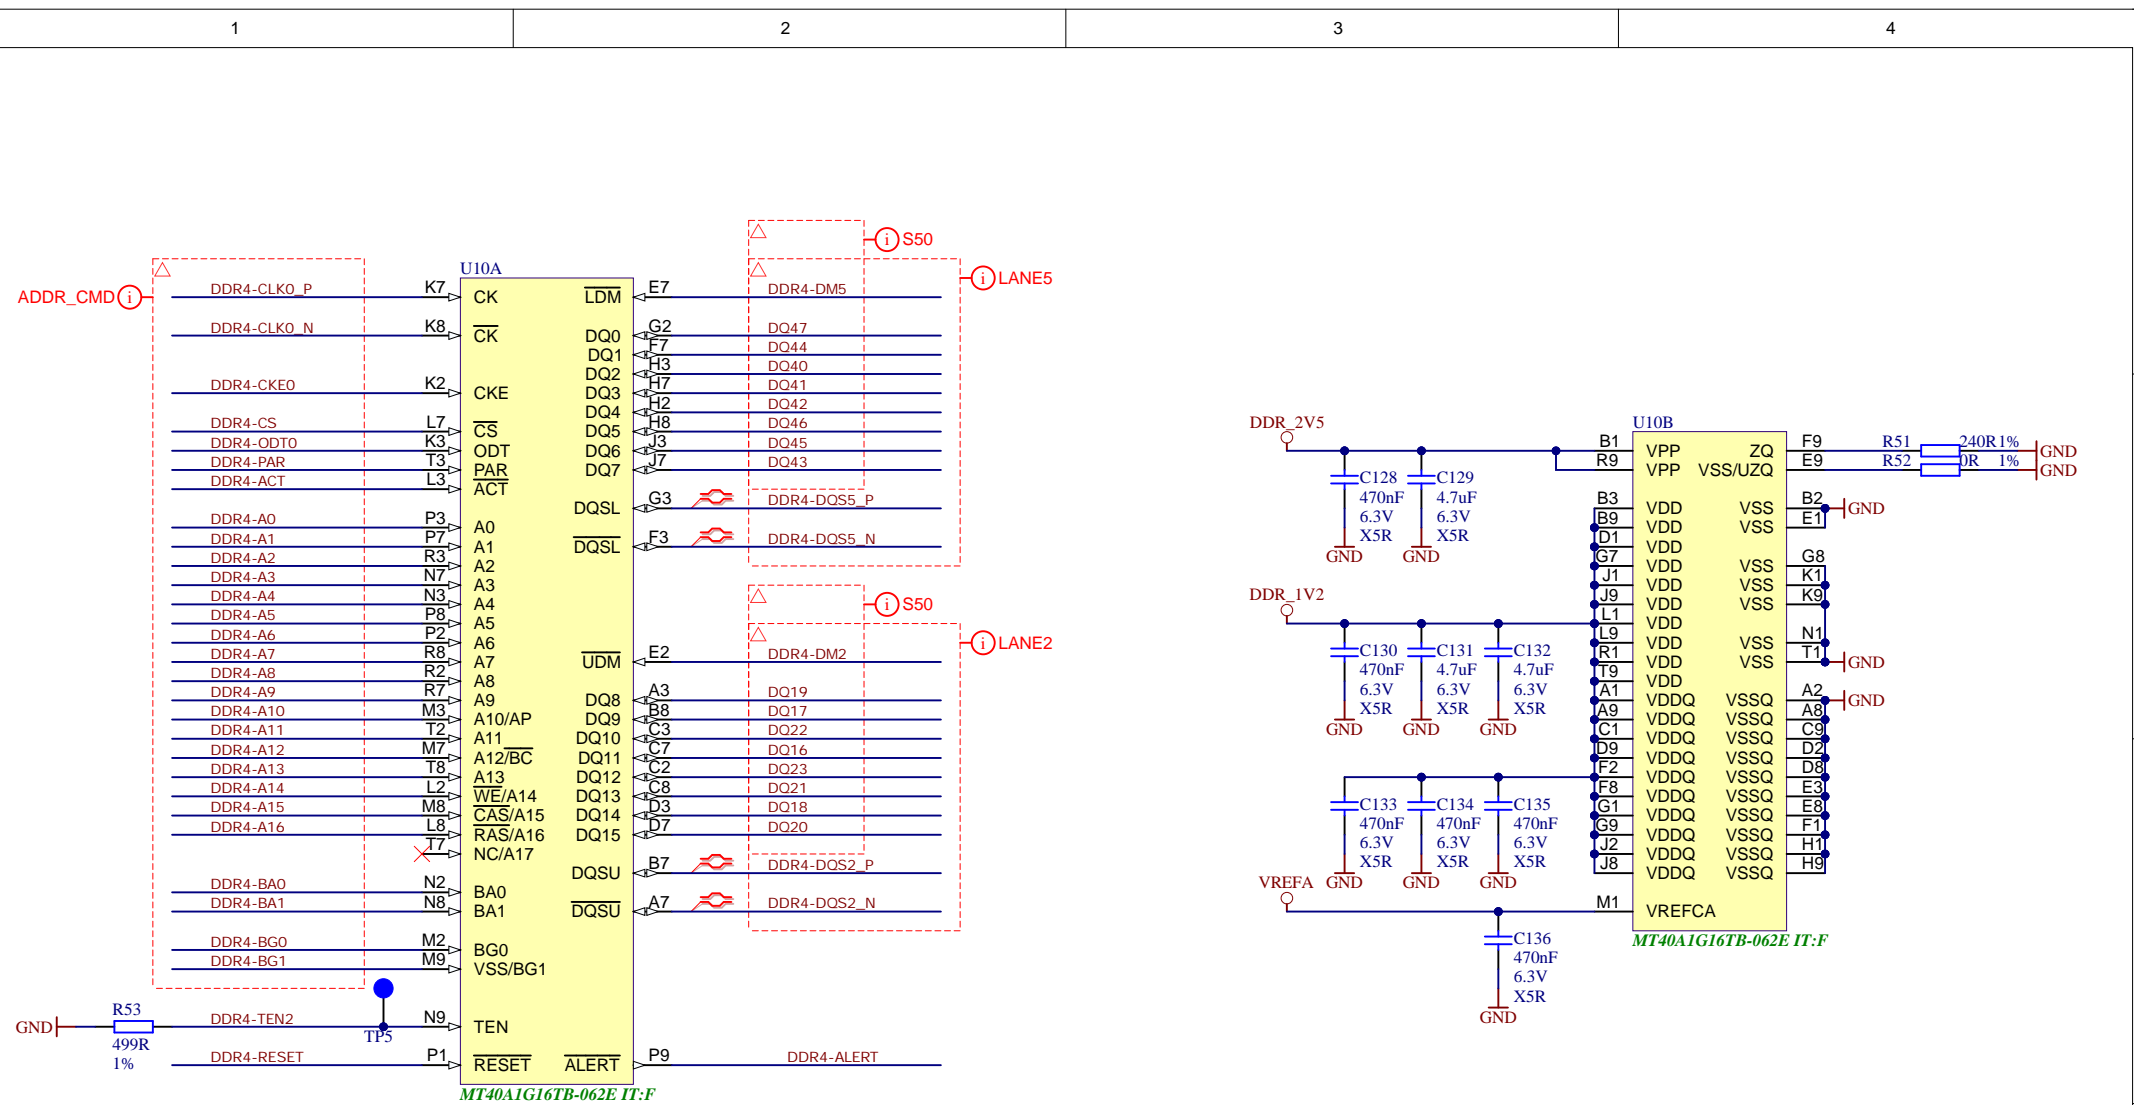 1 2 3 4
S50
U10A
LANE5
ADDR_CMD
DDR4-CLK0_P K7 CK LDM E7 DDR4-DM5
DDR4-CLK0_N K8 CK DQ0 G2 DQ47
DQ1 F7 DQ44
DQ2 H3 DQ40
DDR4-CKE0 K2 CKE DQ3 H7 DQ41
DQ4 H2 DQ42
DDR4-CS L7 CS DQ5 H8 DQ46
DDR4-ODT0 K3 ODT DQ6 J3 DQ45
DDR4-PAR T3 PAR DQ7 J7 DQ43
DDR4-ACT L3 ACT
DQSL G3 DDR4-DQS5_P
DDR4-A0 P3 A0
DDR4-A1 P7 A1 DQSL F3 DDR4-DQS5_N
DDR4-A2 R3 A2
DDR4-A3 N7 A3
DDR4-A4 N3 A4 S50
DDR4-A5 P8 A5
DDR4-A6 P2 A6 LANE2
DDR4-A7 R8 A7 UDM E2 DDR4-DM2
DDR4-A8 R2 A8
DDR4-A9 R7 A9 DQ8 A3 DQ19
DDR4-A10 M3 A10/AP DQ9 B8 DQ17
DDR4-A11 T2 A11 DQ10 C3 DQ22
DDR4-A12 M7 A12/BC DQ11 C7 DQ16
DDR4-A13 T8 A13 DQ12 C2 DQ23
DDR4-A14 L2 WE/A14 DQ13 C8 DQ21
DDR4-A15 M8 CAS/A15 DQ14 D3 DQ18
DDR4-A16 L8 RAS/A16 DQ15 D7 DQ20
T7 NC/A17
DQSU B7 DDR4-DQS2_P
DDR4-BA0 N2 BA0
DDR4-BA1 N8 BA1 DQSU A7 DDR4-DQS2_N
DDR4-BG0 M2 BG0
DDR4-BG1 M9 VSS/BG1
R53
GND DDR4-TEN2 N9 TEN
499R TP5
1% DDR4-RESET P1 RESET ALERT P9 DDR4-ALERT
MT40A1G16TB-062E IT:F
DDR_2V5 U10B
B1 VPP ZQ F9 R51 240R 1% GND
R9 VPP VSS/UZQ E9 R52 0R 1% GND
C128 C129
470nF 4.7uF
6.3V 6.3V
X5R X5R
GND GND
B3 VDD VSS B2 GND
B9 VDD VSS E1
D1 VDD
G7 VDD VSS G8
J1 VDD VSS K1
J9 VDD VSS K9
DDR_1V2
L1 VDD
L9 VDD VSS N1
R1 VDD VSS T1 GND
T9 VDD
C130 C131 C132
470nF 4.7uF 4.7uF
6.3V 6.3V 6.3V
X5R X5R X5R
GND GND GND
A1 VDDQ VSSQ A2 GND
A9 VDDQ VSSQ A8
C1 VDDQ VSSQ C9
D9 VDDQ VSSQ D2
F2 VDDQ VSSQ D8
F8 VDDQ VSSQ E3
G1 VDDQ VSSQ E8
G9 VDDQ VSSQ F1
J2 VDDQ VSSQ H1
J8 VDDQ VSSQ H9
C133 C134 C135
470nF 470nF 470nF
6.3V 6.3V 6.3V
X5R X5R X5R
GND GND GND
VREFA
M1 VREFCA
MT40A1G16TB-062E IT:F
C136
470nF
6.3V
X5R
GND